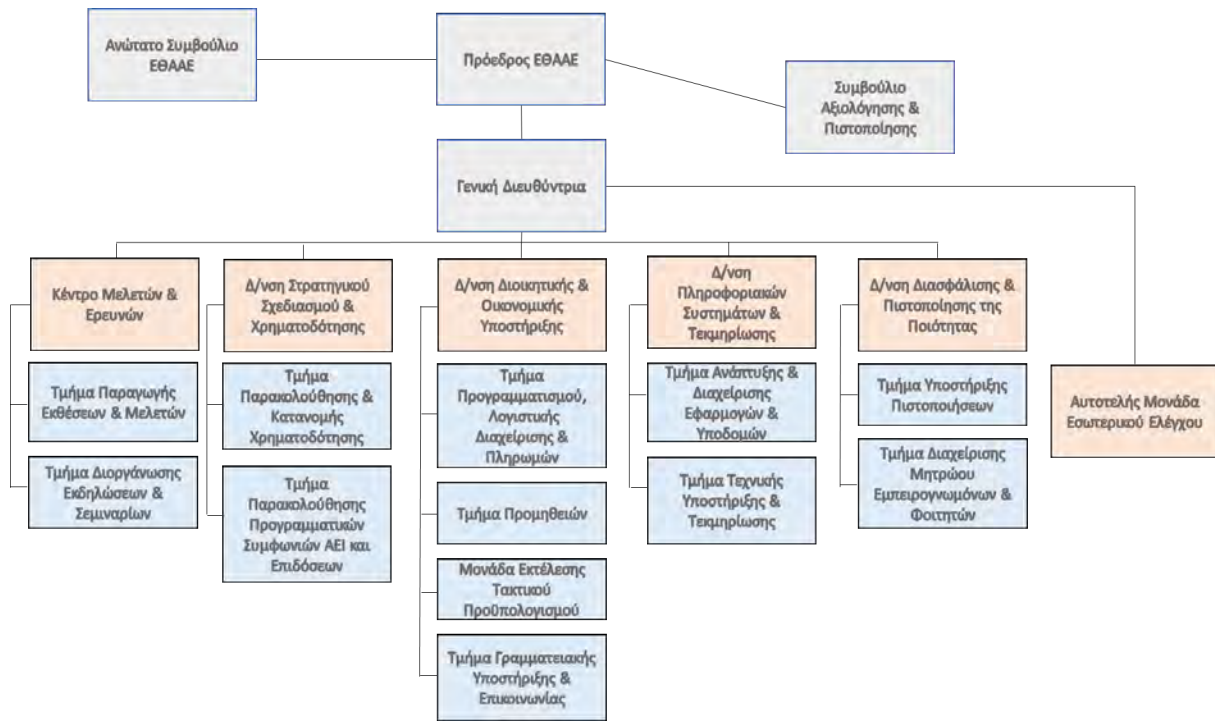 Ανώτατο Συμβούλιο
ΕΘΑΑΕ
Πρόεδρος ΕΘΑΑΕ
Συμβούλιο
Αξιολόγησης &
Πιστοποίησης
Γενική Διευθύντρια
Κέντρο Μελετών &
Ερευνών
Δ/νση Στρατηγικού
Σχεδιασμού &
Χρηματοδότησης
Δ/νση Διοικητικής &
Οικονομικής
Υποστήριξης
Δ/νση
Πληροφοριακών
Συστημάτων &
Τεκμηρίωσης
Δ/νση Διασφάλισης &
Πιστοποίησης της
Ποιότητας
Αυτοτελής Μονάδα
Εσωτερικού Ελέγχου
Τμήμα Παραγωγής
Εκθέσεων & Μελετών
Τμήμα Διοργάνωσης
Εκδηλώσεων &
Σεμιναρίων
Τμήμα
Παρακολούθησης &
Κατανομής
Χρηματοδότησης
Τμήμα
Παρακολούθησης
Προγραμματικών
Συμφωνιών ΑΕΙ και
Επιδόσεων
Τμήμα
Προγραμματισμού,
Λογιστικής
Διαχείρισης &
Πληρωμών
Τμήμα Προμηθειών
Μονάδα Εκτέλεσης
Τακτικού
Προϋπολογισμού
Τμήμα Γραμματειακής
Υποστήριξης &
Επικοινωνίας
Τμήμα Ανάπτυξης &
Διαχείρισης
Εφαρμογών &
Υποδομών
Τμήμα Τεχνικής
Υποστήριξης &
Τεκμηρίωσης
Τμήμα Υποστήριξης
Πιστοποιήσεων
Τμήμα Διαχείρισης
Μητρώου
Εμπειρογνωμόνων &
Φοιτητών